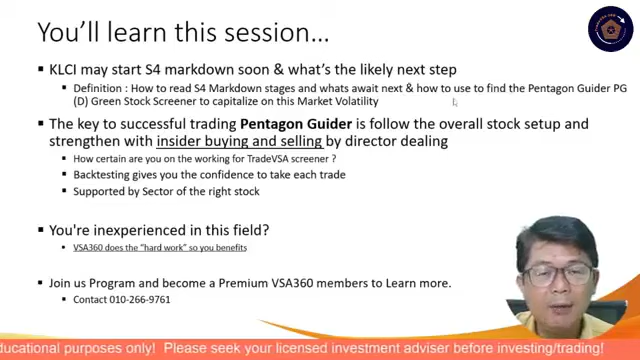 You'll learn this session...
KLCI may start S4 markdown soon & what's the likely next step
Definition : How to read S4 Markdown stages and whats await next & how to use to find the Pentagon Guider PG
(D) Green Stock Screener to capitalize on this Market Volatility
The key to successful trading Pentagon Guider is follow the overall stock setup and
strengthen with insider buying and selling by director dealing
How certain are you on the working for TradeVSA screener ?
Backtesting gives you the confidence to take each trade
Supported by Sector of the right stock
You're inexperienced in this field?
VSA360 does the "hard work" so you benefits
Join us Program and become a Premium VSA360 members to Learn more.
Contact 010-266-9761
ducational purposes only! Please seek your licensed investment adviser before investing/trading!